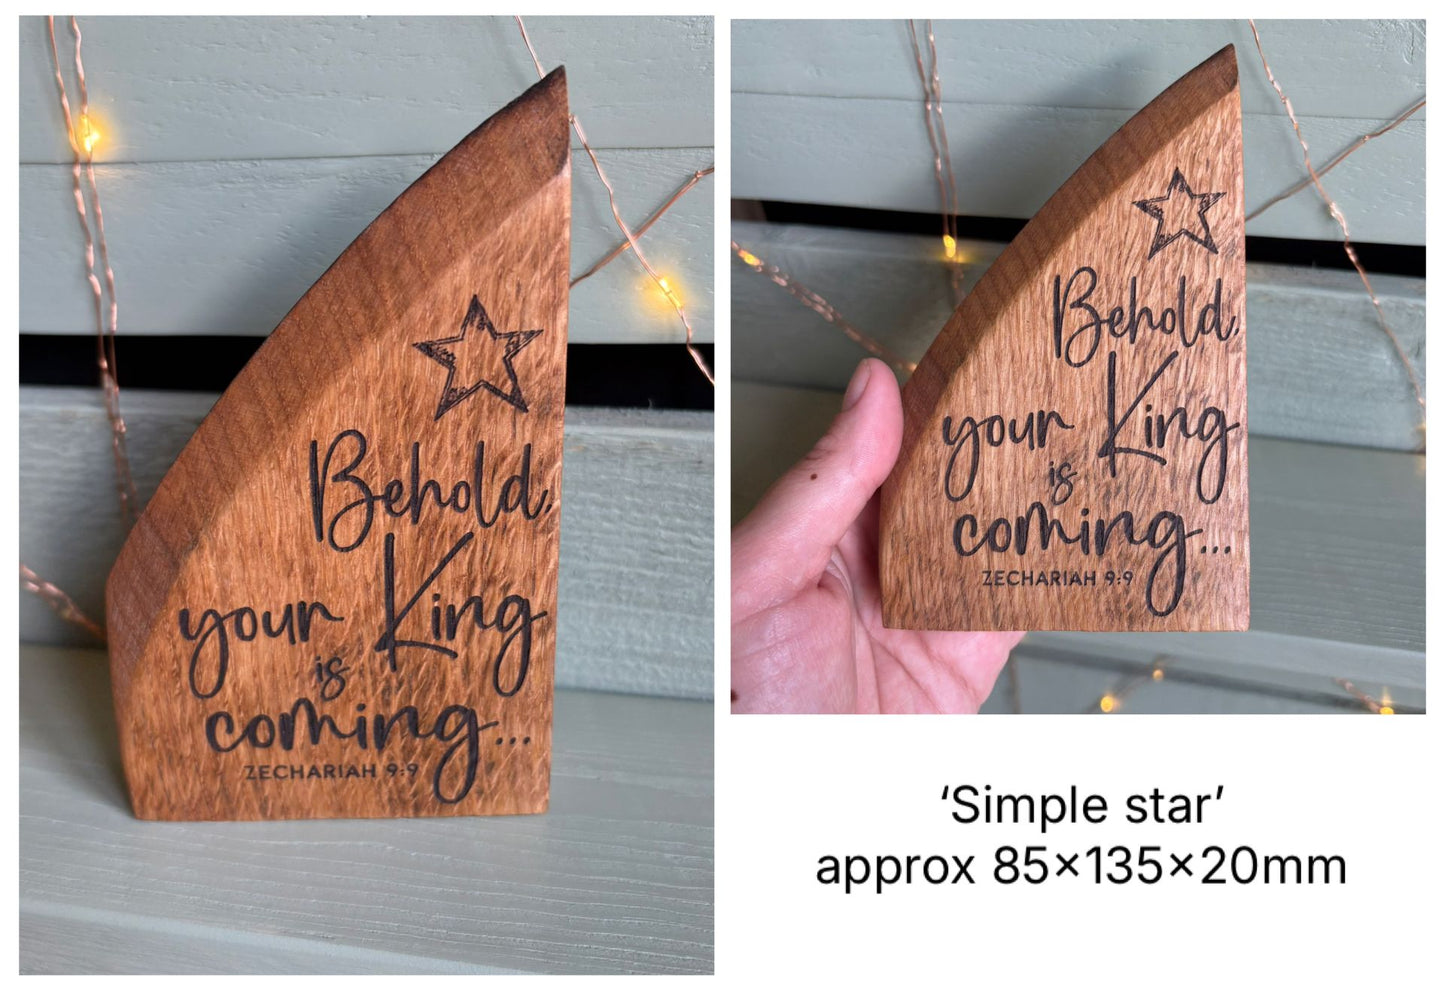 Behold,
your King
is
coming...
ZECHARIAH 9:9
Behold,
your King
is
coming...
ZECHARIAH 9:9
‘Simple star’
approx 85×135×20mm